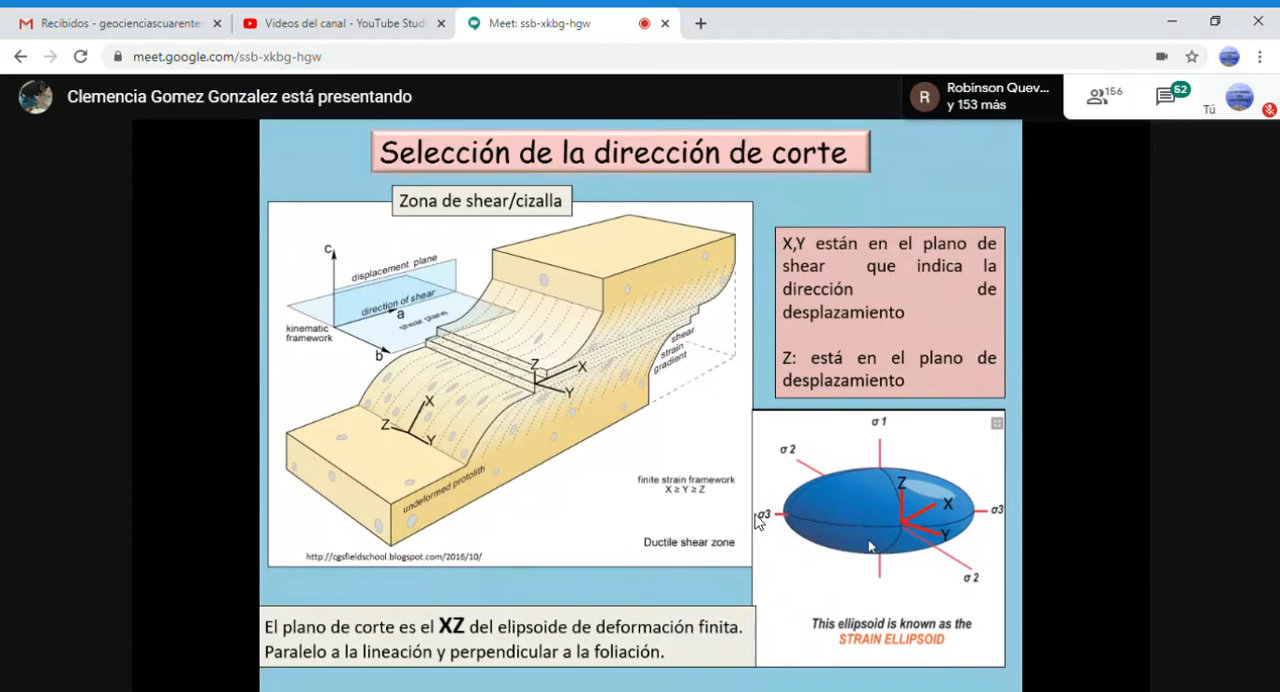 Recibidos - geocienciascuarente
Videos del canal - YouTube Studi
Meet: ssb-xkbg-hgw
meet.google.com/ssb-xkbg-hgw
Clemencia Gomez Gonzalez está presentando
R
Robinson Quev...
y 153 más
156
52
Tú
Selección de la dirección de corte
Zona de shear/cizalla
c
displacement plane
direction of shear
a
kinematic
framework
b
Z
X
Y
shear
strain
gradient
X
Z
Y
undeformed protolith
finite strain framework
X ≥ Y ≥ Z
Ductile shear zone
http://cgsfieldschool.blogspot.com/2016/10/
X,Y están en el plano de
shear que indica la
dirección de
desplazamiento
Z: está en el plano de
desplazamiento
σ1
σ2
Z
X
σ3
σ3
Y
σ2
This ellipsoid is known as the
STRAIN ELLIPSOID
El plano de corte es el XZ del elipsoide de deformación finita.
Paralelo a la lineación y perpendicular a la foliación.